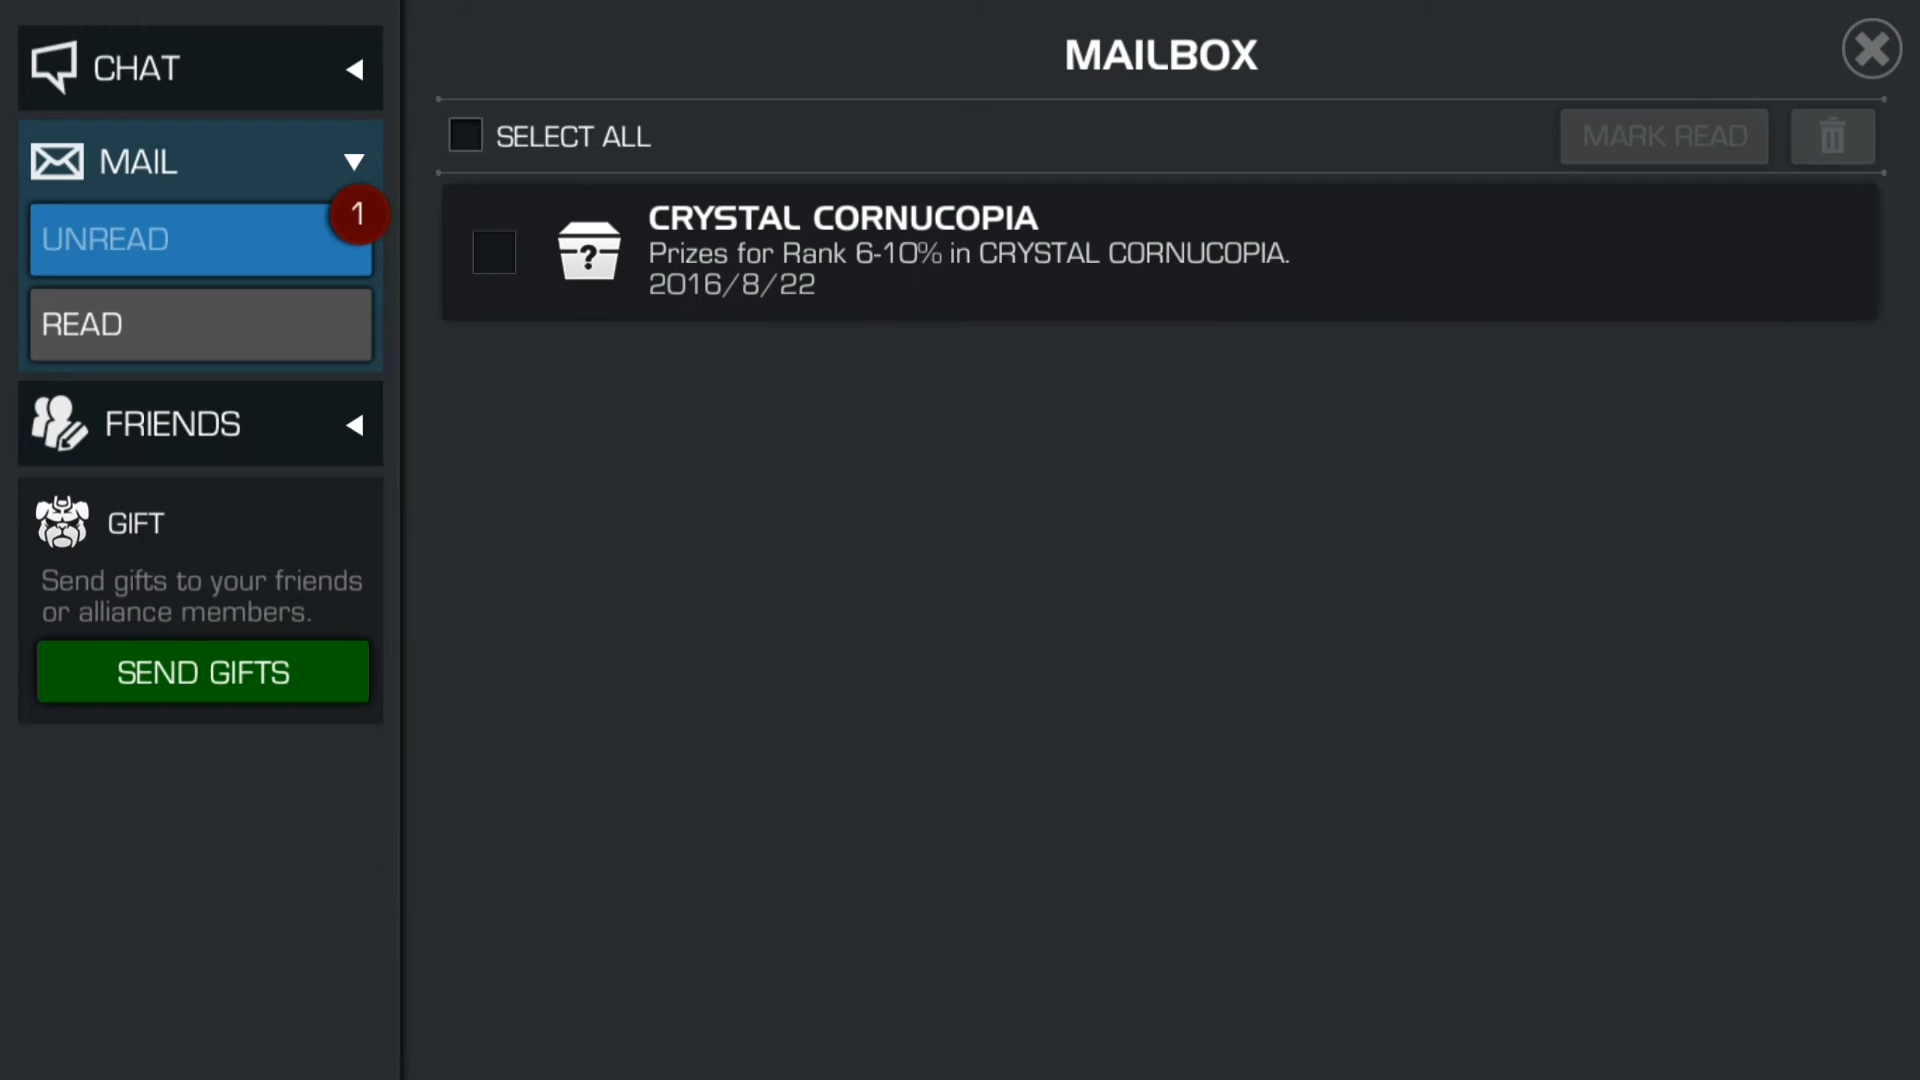 CHAT
MAIL
UNREAD
1
READ
FRIENDS
GIFT
Send gifts to your friends
or alliance members.
SEND GIFTS
MAILBOX
SELECT ALL
MARK READ
CRYSTAL CORNUCOPIA
Prizes for Rank 6-10% in CRYSTAL CORNUCOPIA.
2016/8/22